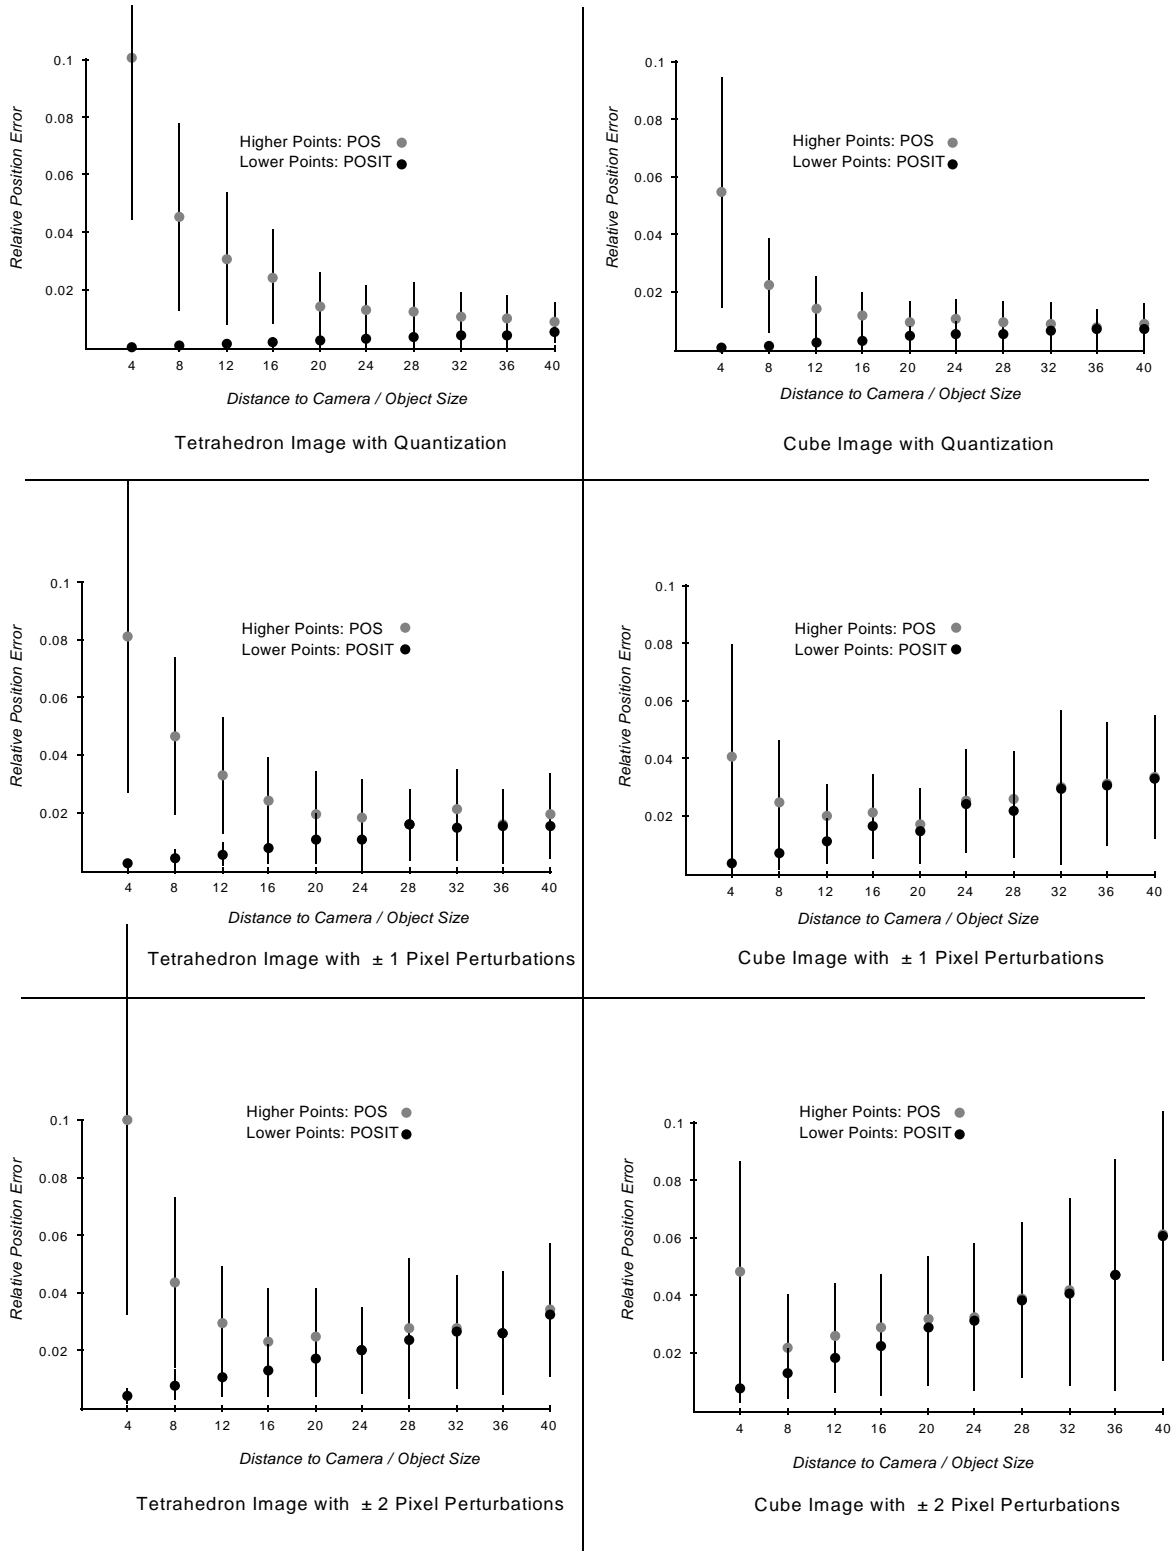 0.1
0.08
0.06
0.04
0.02
Relative Position Error
Higher Points: POS
Lower Points: POSIT
4 8 12 16 20 24 28 32 36 40
Distance to Camera / Object Size
Tetrahedron Image with Quantization
0.1
0.08
0.06
0.04
0.02
Relative Position Error
Higher Points: POS
Lower Points: POSIT
4 8 12 16 20 24 28 32 36 40
Distance to Camera / Object Size
Cube Image with Quantization
0.1
0.08
0.06
0.04
0.02
Relative Position Error
Higher Points: POS
Lower Points: POSIT
4 8 12 16 20 24 28 32 36 40
Distance to Camera / Object Size
Tetrahedron Image with ± 1 Pixel Perturbations
0.1
0.08
0.06
0.04
0.02
Relative Position Error
Higher Points: POS
Lower Points: POSIT
4 8 12 16 20 24 28 32 36 40
Distance to Camera / Object Size
Cube Image with ± 1 Pixel Perturbations
0.1
0.08
0.06
0.04
0.02
Relative Position Error
Higher Points: POS
Lower Points: POSIT
4 8 12 16 20 24 28 32 36 40
Distance to Camera / Object Size
Tetrahedron Image with ± 2 Pixel Perturbations
0.1
0.08
0.06
0.04
0.02
Relative Position Error
Higher Points: POS
Lower Points: POSIT
4 8 12 16 20 24 28 32 36 40
Distance to Camera / Object Size
Cube Image with ± 2 Pixel Perturbations